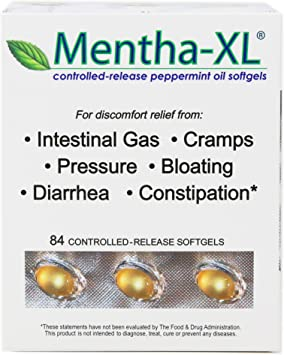 Mentha-XL®
controlled-release peppermint oil softgels
For discomfort relief from:
• Intestinal Gas • Cramps
• Pressure • Bloating
• Diarrhea • Constipation*
84 CONTROLLED-RELEASE SOFTGELS
*These statements have not been evaluated by The Food & Drug Administration.
This product is not intended to diagnose, treat, cure or prevent any diseases.